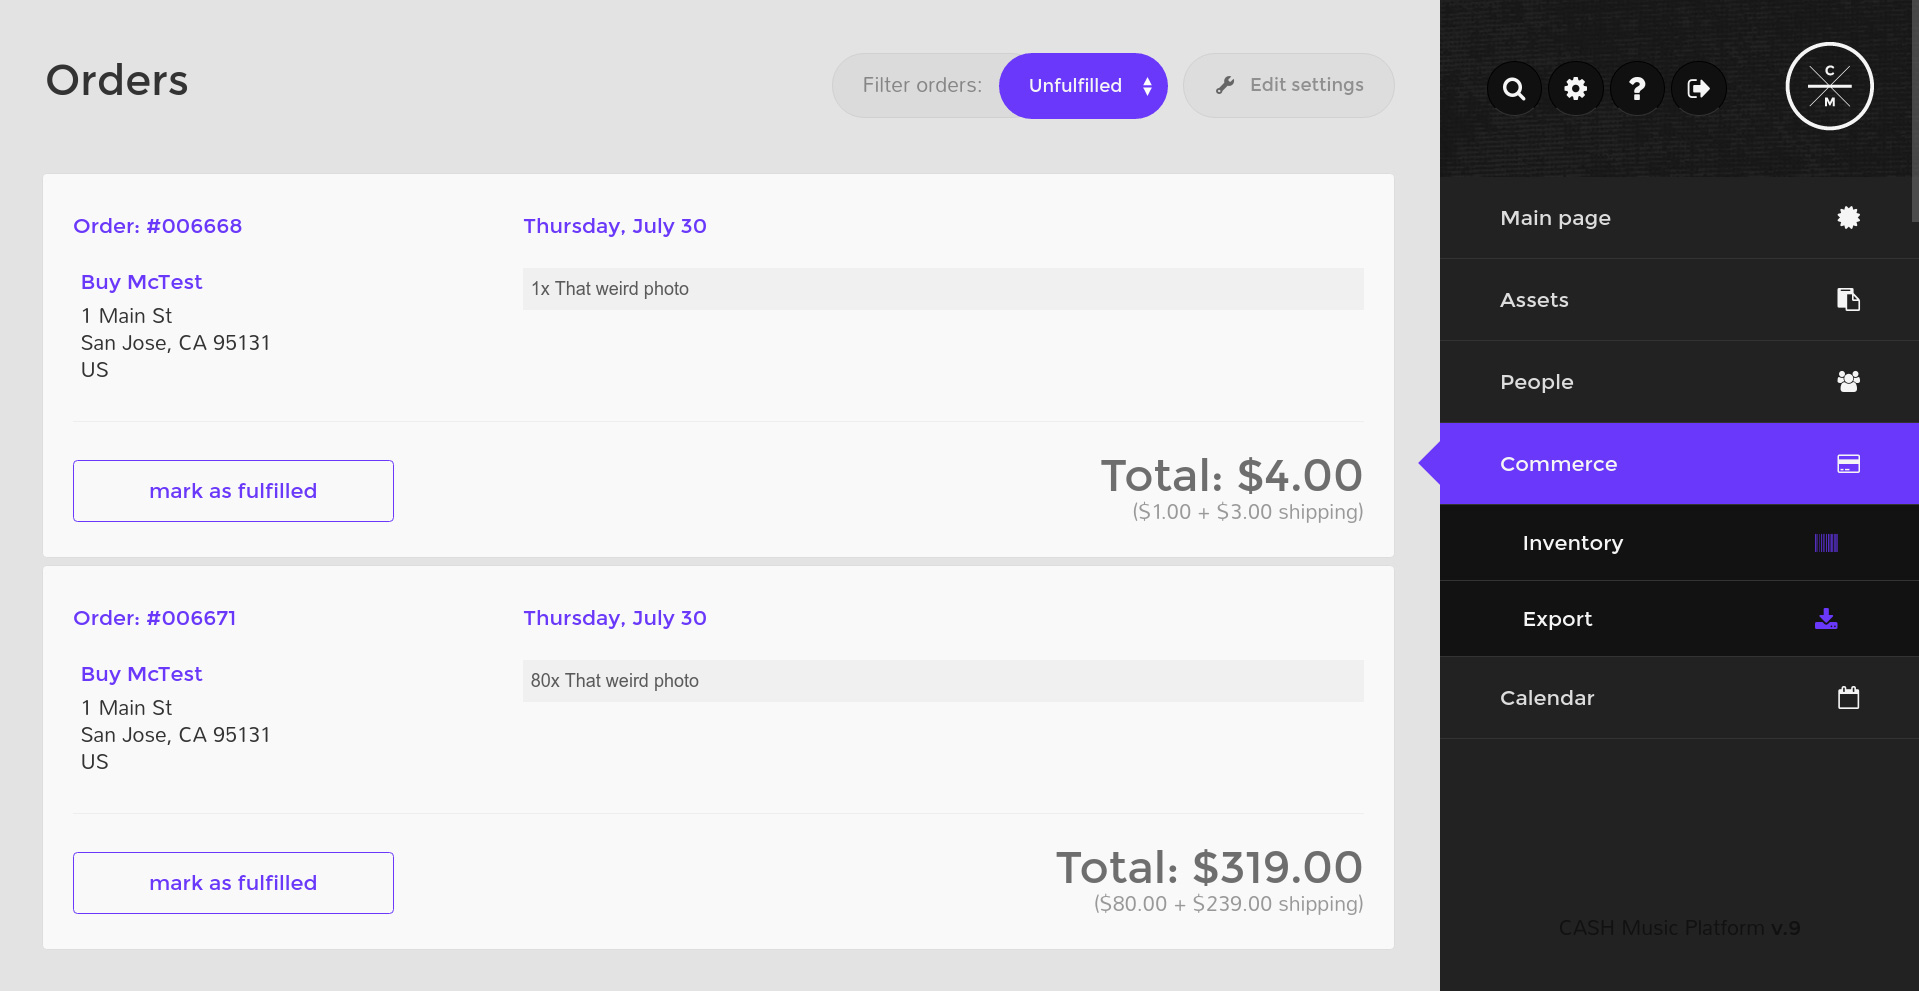 Orders
Filter orders:
Unfulfilled
Edit settings
Order: #006668
Thursday, July 30
Buy McTest
1 Main St
San Jose, CA 95131
US
1x That weird photo
mark as fulfilled
Total: $4.00
($1.00 + $3.00 shipping)
Order: #006671
Thursday, July 30
Buy McTest
1 Main St
San Jose, CA 95131
US
80x That weird photo
mark as fulfilled
Total: $319.00
($80.00 + $239.00 shipping)
?
C
M
Main page
Assets
People
Commerce
Inventory
Export
Calendar
CASH Music Platform v.9